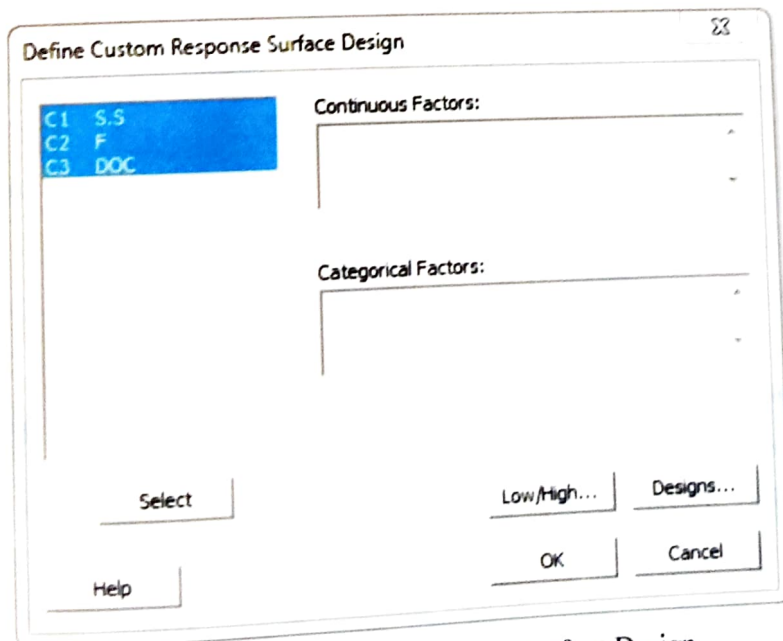 Define Custom Response Surface Design
C1 S.S
C2 F
C3 DOC
Continuous Factors:
Categorical Factors:
Select
Low/High...
Designs...
Help
OK
Cancel
Design